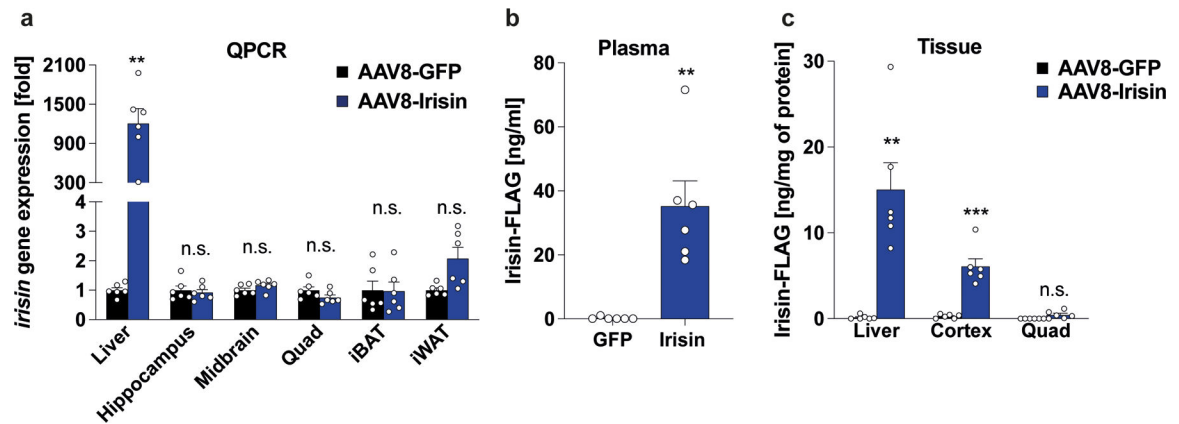 a
QPCR
irisin gene expression [fold]
2100
1500
900
300
4
3
2
1
0
**
n.s.
n.s.
n.s.
n.s.
n.s.
AAV8-GFP
AAV8-Irisin
Liver
Hippocampus
Midbrain
Quad
iBAT
iWAT
b
Plasma
Irisin-FLAG [ng/ml]
80
60
40
20
0
**
GFP
Irisin
c
Tissue
Irisin-FLAG [ng/mg of protein]
30
20
10
0
**
***
n.s.
AAV8-GFP
AAV8-Irisin
Liver
Cortex
Quad